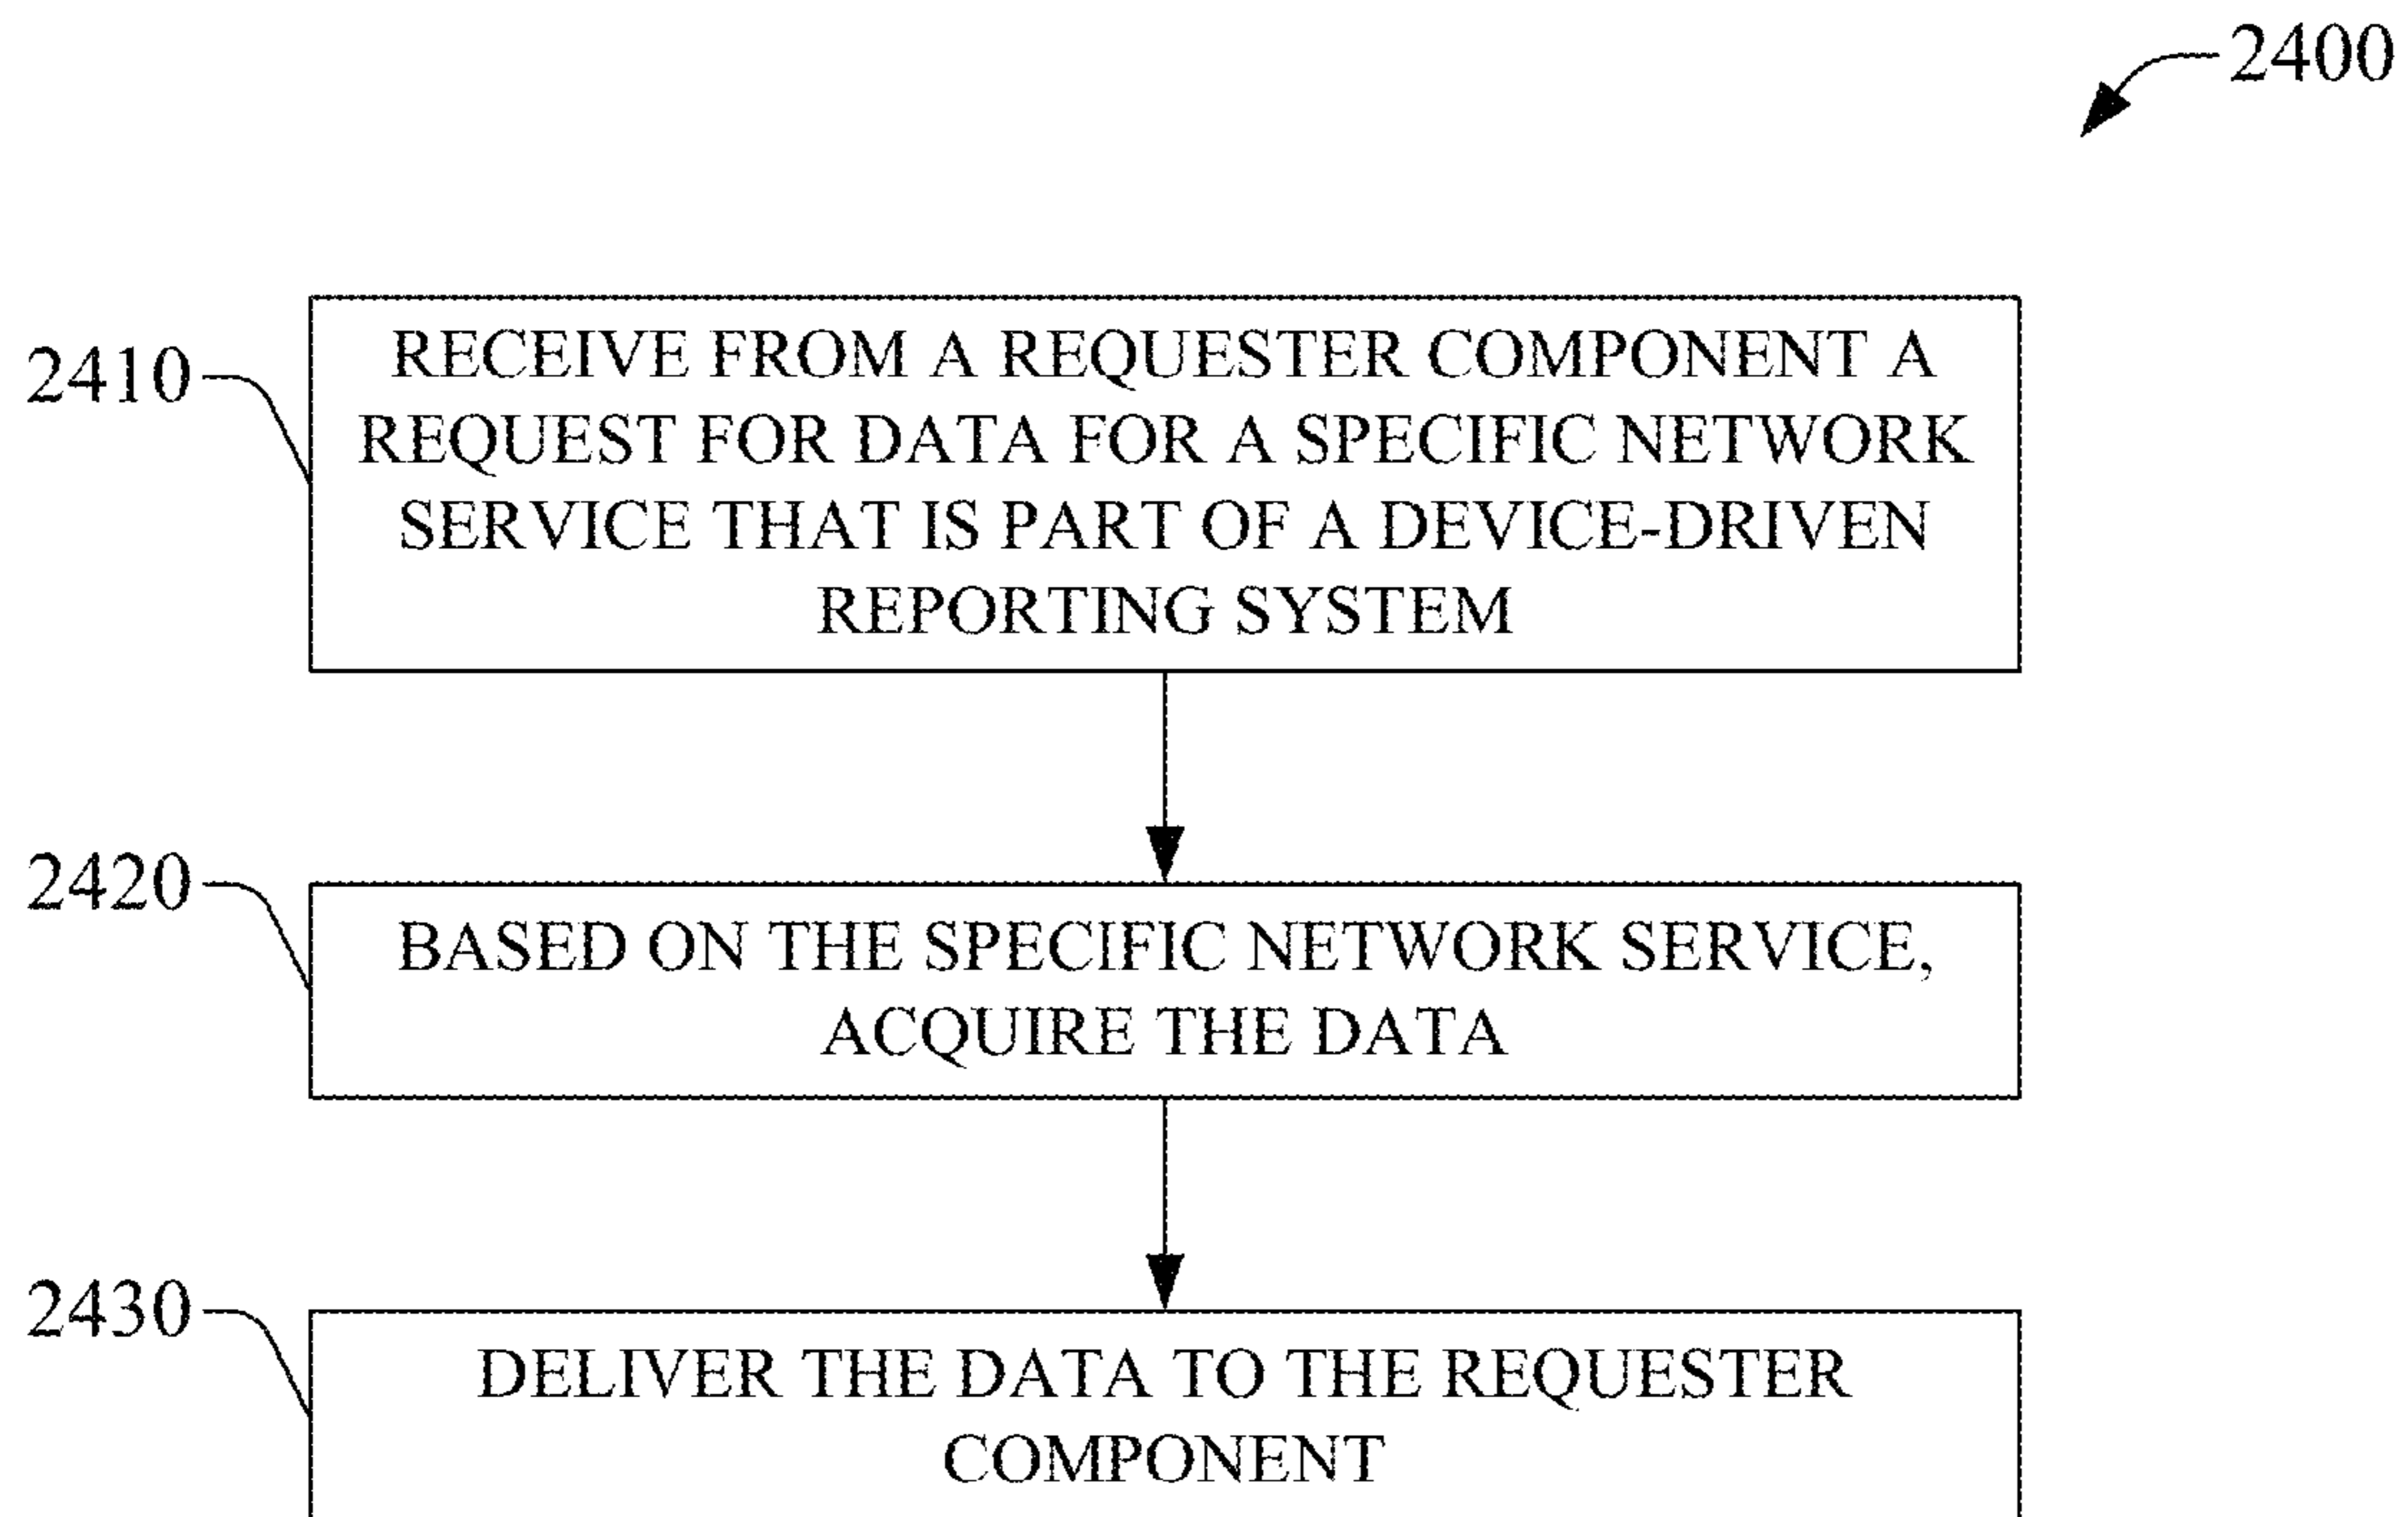 2400
2410
RECEIVE FROM A REQUESTER COMPONENT A
REQUEST FOR DATA FOR A SPECIFIC NETWORK
SERVICE THAT IS PART OF A DEVICE-DRIVEN
REPORTING SYSTEM
2420
BASED ON THE SPECIFIC NETWORK SERVICE,
ACQUIRE THE DATA
2430
DELIVER THE DATA TO THE REQUESTER
COMPONENT